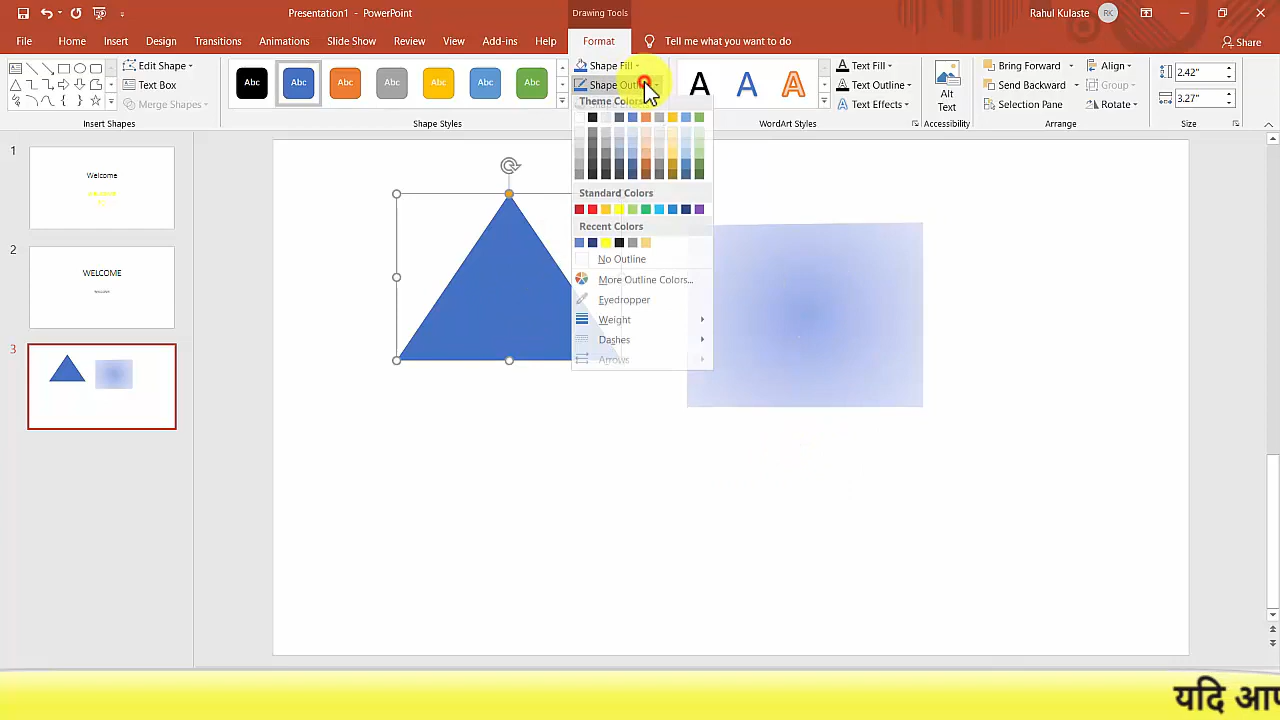 Presentation1 - PowerPoint
Drawing Tools
Rahul Kulaste
RK
File
Home
Insert
Design
Transitions
Animations
Slide Show
Review
View
Add-ins
Help
Format
Tell me what you want to do
Share
Edit Shape
Text Box
Merge Shapes
Insert Shapes
Abc
Abc
Abc
Abc
Abc
Abc
Abc
Shape Styles
Shape Fill
Shape
Theme Colors
Standard Colors
Recent Colors
No Outline
More Outline Colors...
Eyedropper
Weight
Dashes
Arrows
A
A
A
WordArt Styles
Text Fill
Text Outline
Text Effects
Alt
Text
Accessibility
Bring Forward
Send Backward
Selection Pane
Align
Group
Rotate
Arrange
2.42"
3.27"
Size
1
Welcome
2
WELCOME
3
यदि आप